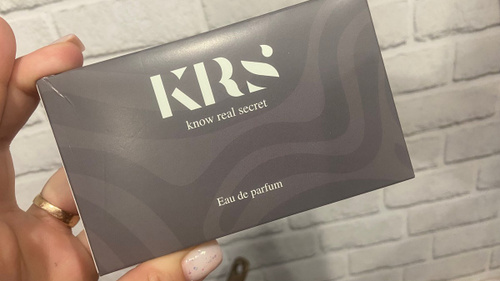 KRS
know real secret
Eau de parfum